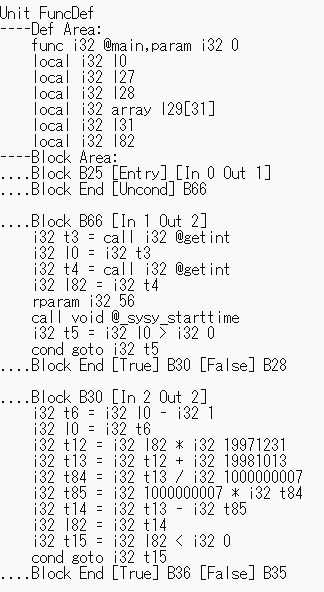 Unit FuncDef
----Def Area:
    func i32 @main,param i32 0
    local i32 l0
    local i32 l27
    local i32 l28
    local i32 array l29[31]
    local i32 l31
    local i32 l82
----Block Area:
....Block B25 [Entry] [In 0 Out 1]
....Block End [Uncond] B66

....Block B66 [In 1 Out 2]
    i32 t3 = call i32 @getint
    i32 l0 = i32 t3
    i32 t4 = call i32 @getint
    i32 l82 = i32 t4
    rparam i32 56
    call void @_sysy_starttime
    i32 t5 = i32 l0 > i32 0
    cond goto i32 t5
....Block End [True] B30 [False] B28

....Block B30 [In 2 Out 2]
    i32 t6 = i32 l0 - i32 1
    i32 l0 = i32 t6
    i32 t12 = i32 l82 * i32 19971231
    i32 t13 = i32 t12 + i32 19981013
    i32 t84 = i32 t13 / i32 1000000007
    i32 t85 = i32 1000000007 * i32 t84
    i32 t14 = i32 t13 - i32 t85
    i32 l82 = i32 t14
    i32 t15 = i32 l82 < i32 0
    cond goto i32 t15
....Block End [True] B36 [False] B35